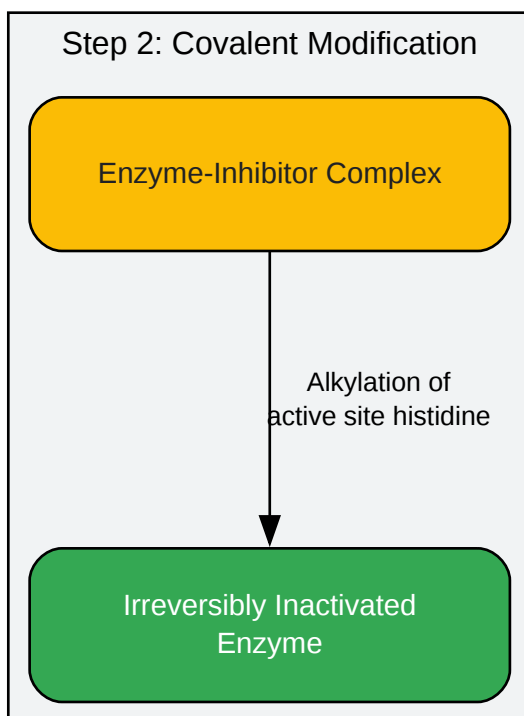 Step 2: Covalent Modification
Enzyme-Inhibitor Complex
Alkylation of
active site histidine
Irreversibly Inactivated
Enzyme